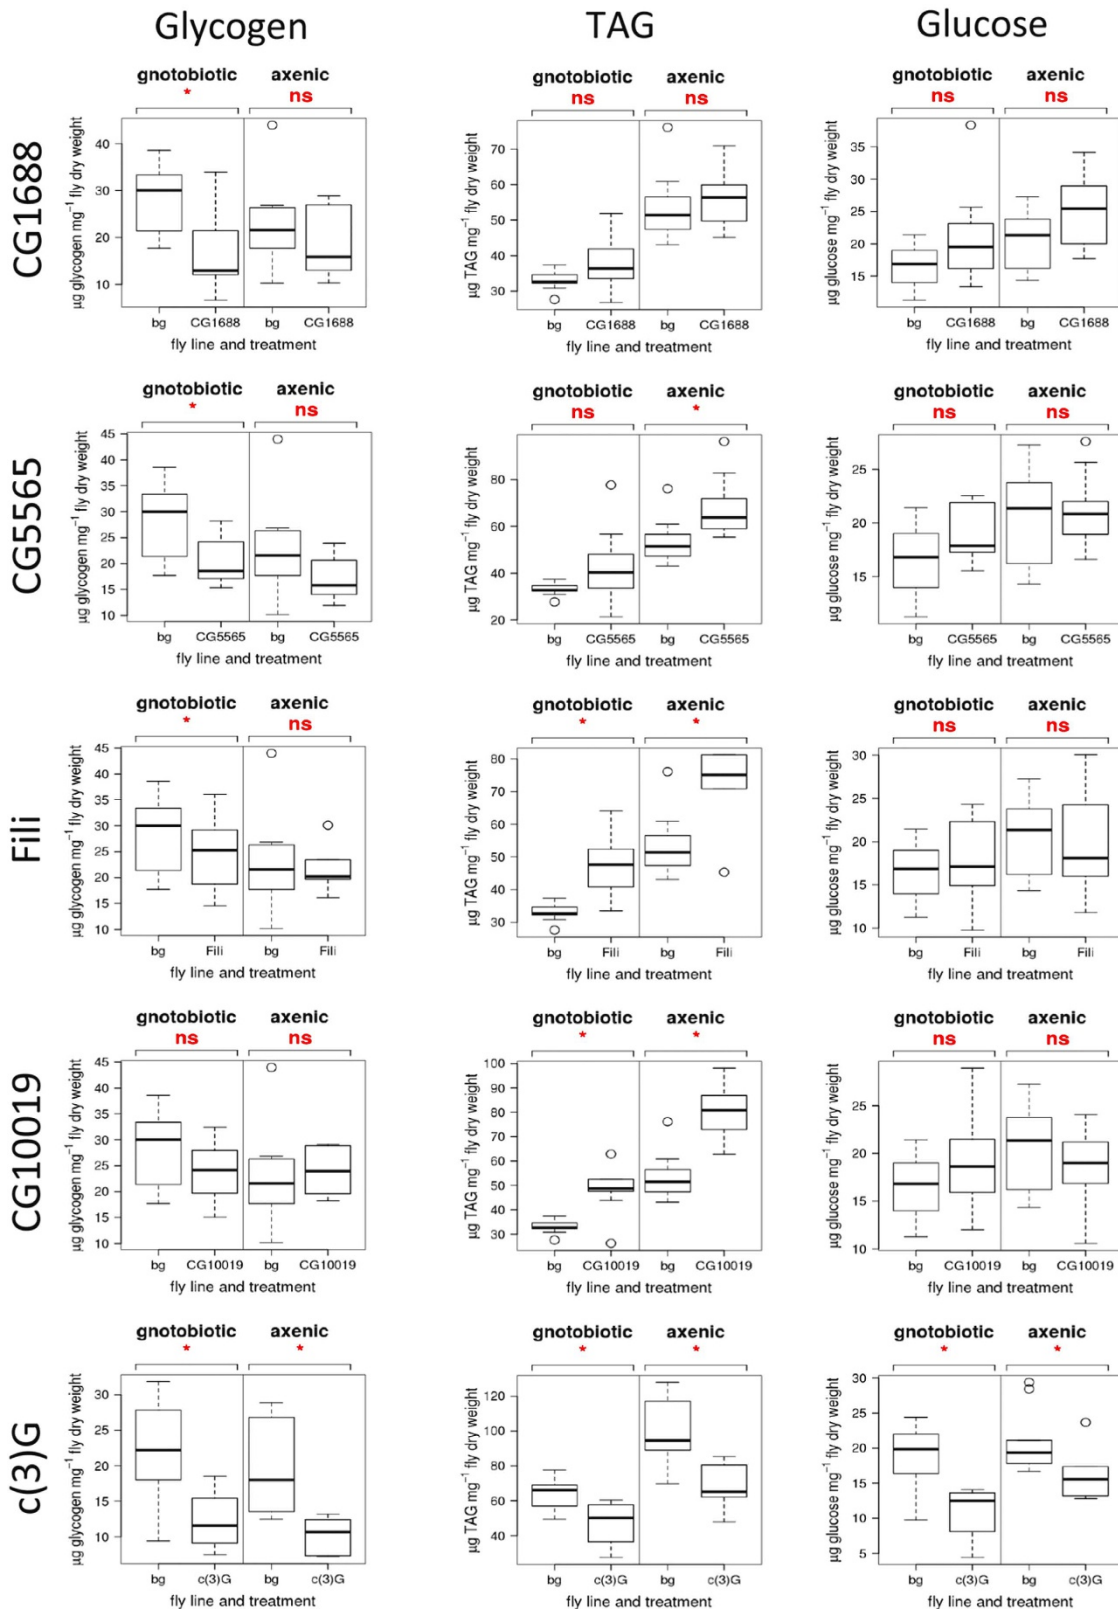 Glycogen TAG Glucose
CG1688
gnotobiotic axenic gnotobiotic axenic gnotobiotic axenic
* ns ns ns ns ns
µg glycogen mg⁻¹ fly dry weight
40
30
20
10
bg CG1688 bg CG1688
fly line and treatment
µg TAG mg⁻¹ fly dry weight
70
60
50
40
30
bg CG1688 bg CG1688
fly line and treatment
µg glucose mg⁻¹ fly dry weight
35
30
25
20
15
bg CG1688 bg CG1688
fly line and treatment
CG5565
gnotobiotic axenic gnotobiotic axenic gnotobiotic axenic
* ns ns * ns ns
µg glycogen mg⁻¹ fly dry weight
45
40
35
30
25
20
15
10
bg CG5565 bg CG5565
fly line and treatment
µg TAG mg⁻¹ fly dry weight
80
60
40
20
bg CG5565 bg CG5565
fly line and treatment
µg glucose mg⁻¹ fly dry weight
25
20
15
bg CG5565 bg CG5565
fly line and treatment
Fili
gnotobiotic axenic gnotobiotic axenic gnotobiotic axenic
* ns * * ns ns
µg glycogen mg⁻¹ fly dry weight
45
40
35
30
25
20
15
10
bg Fili bg Fili
fly line and treatment
µg TAG mg⁻¹ fly dry weight
80
70
60
50
40
30
bg Fili bg Fili
fly line and treatment
µg glucose mg⁻¹ fly dry weight
30
25
20
15
10
bg Fili bg Fili
fly line and treatment
CG10019
gnotobiotic axenic gnotobiotic axenic gnotobiotic axenic
ns ns * * ns ns
µg glycogen mg⁻¹ fly dry weight
45
40
35
30
25
20
15
10
bg CG10019 bg CG10019
fly line and treatment
µg TAG mg⁻¹ fly dry weight
100
90
80
70
60
50
40
30
bg CG10019 bg CG10019
fly line and treatment
µg glucose mg⁻¹ fly dry weight
25
20
15
10
bg CG10019 bg CG10019
fly line and treatment
c(3)G
gnotobiotic axenic gnotobiotic axenic gnotobiotic axenic
* * * * * *
µg glycogen mg⁻¹ fly dry weight
30
25
20
15
10
bg c(3)G bg c(3)G
fly line and treatment
µg TAG mg⁻¹ fly dry weight
120
100
80
60
40
bg c(3)G bg c(3)G
fly line and treatment
µg glucose mg⁻¹ fly dry weight
30
25
20
15
10
5
bg c(3)G bg c(3)G
fly line and treatment